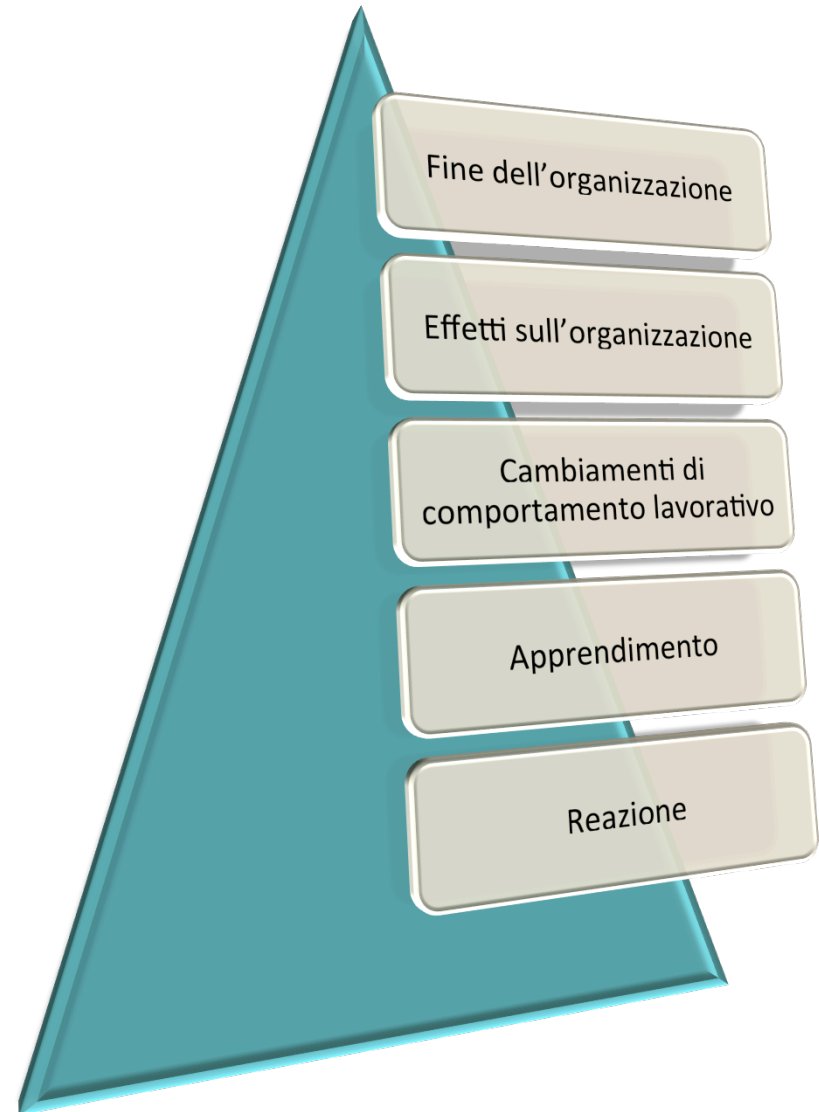 Fine dell’organizzazione
Effetti sull’organizzazione
Cambiamenti di
comportamento lavorativo
Apprendimento
Reazione